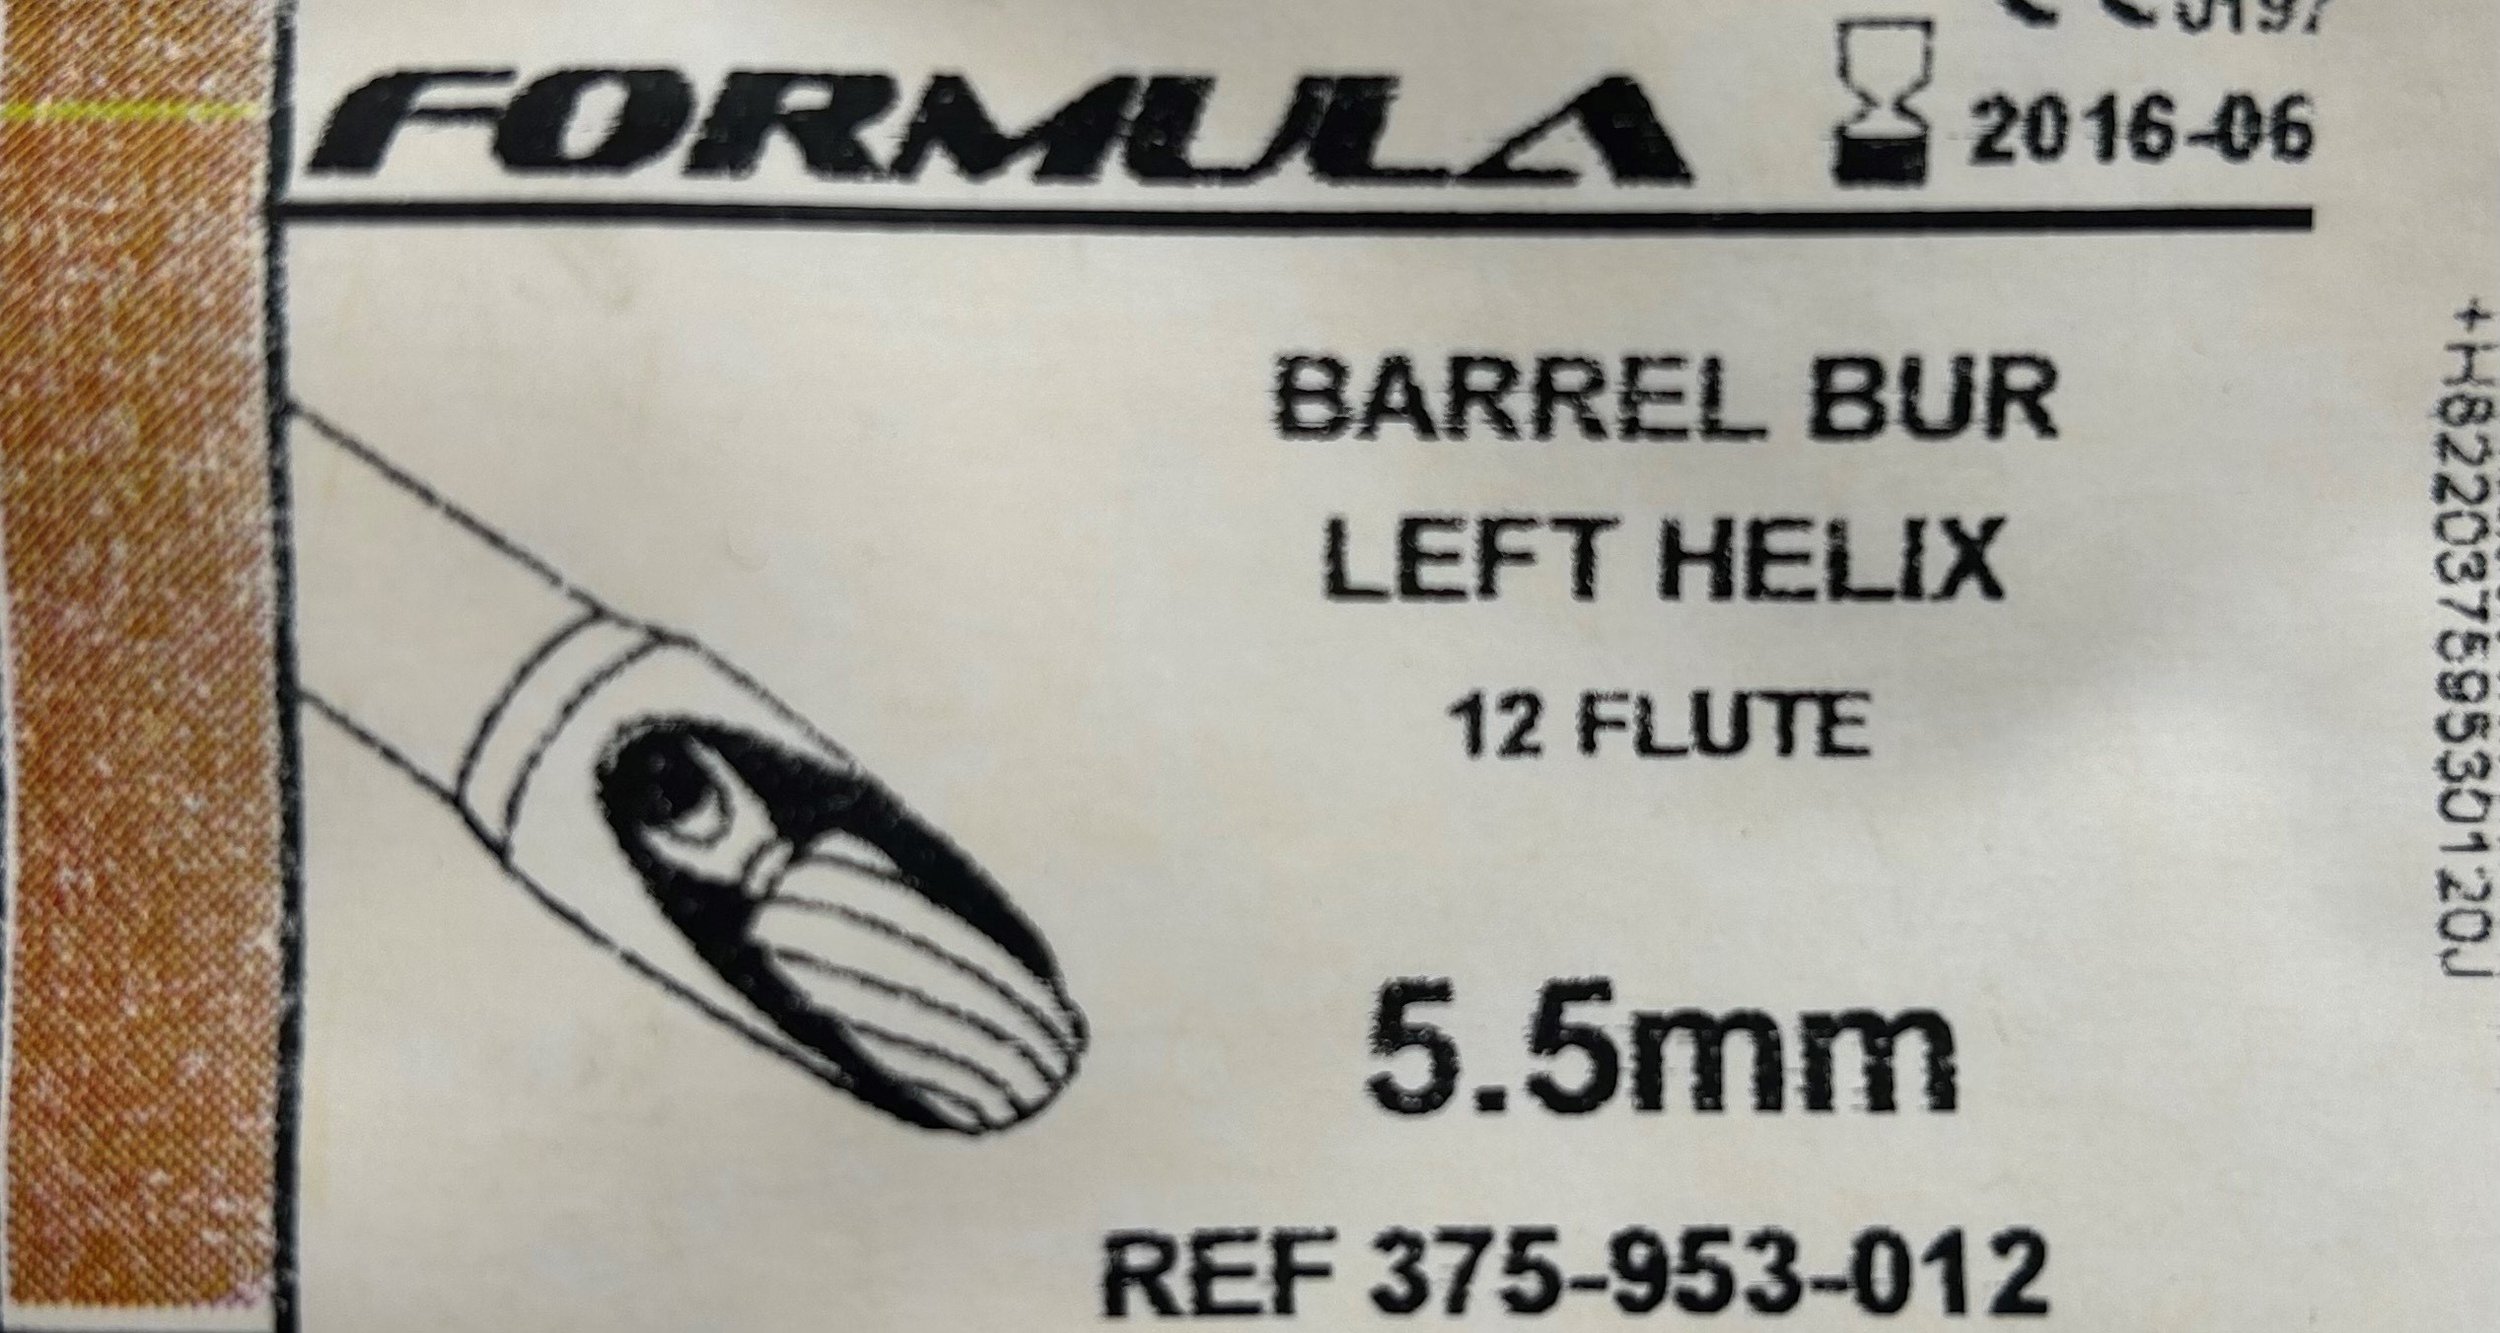 FORMULA
2016-06
BARREL BUR
LEFT HELIX
12 FLUTE
5.5mm
REF 375-953-012
+H82203759530120J